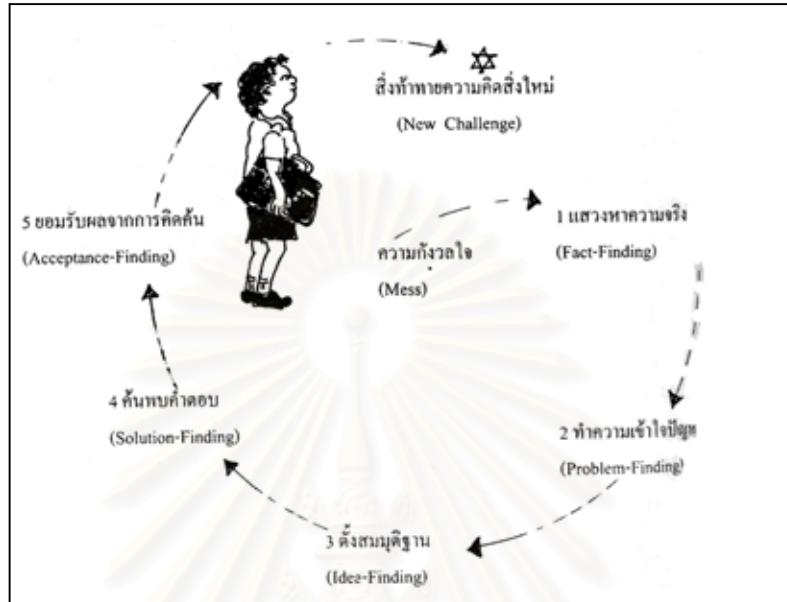 สิ่งท้าทายความคิดสิ่งใหม่
(New Challenge)
ความกังวลใจ
(Mess)
1 แสวงหาความจริง
(Fact-Finding)
2 ทำความเข้าใจปัญห
(Problem-Finding)
3 ตั้งสมมุติฐาน
(Idea-Finding)
4 ค้นพบคำตอบ
(Solution-Finding)
5 ยอมรับผลจากการคิดค้น
(Acceptance-Finding)